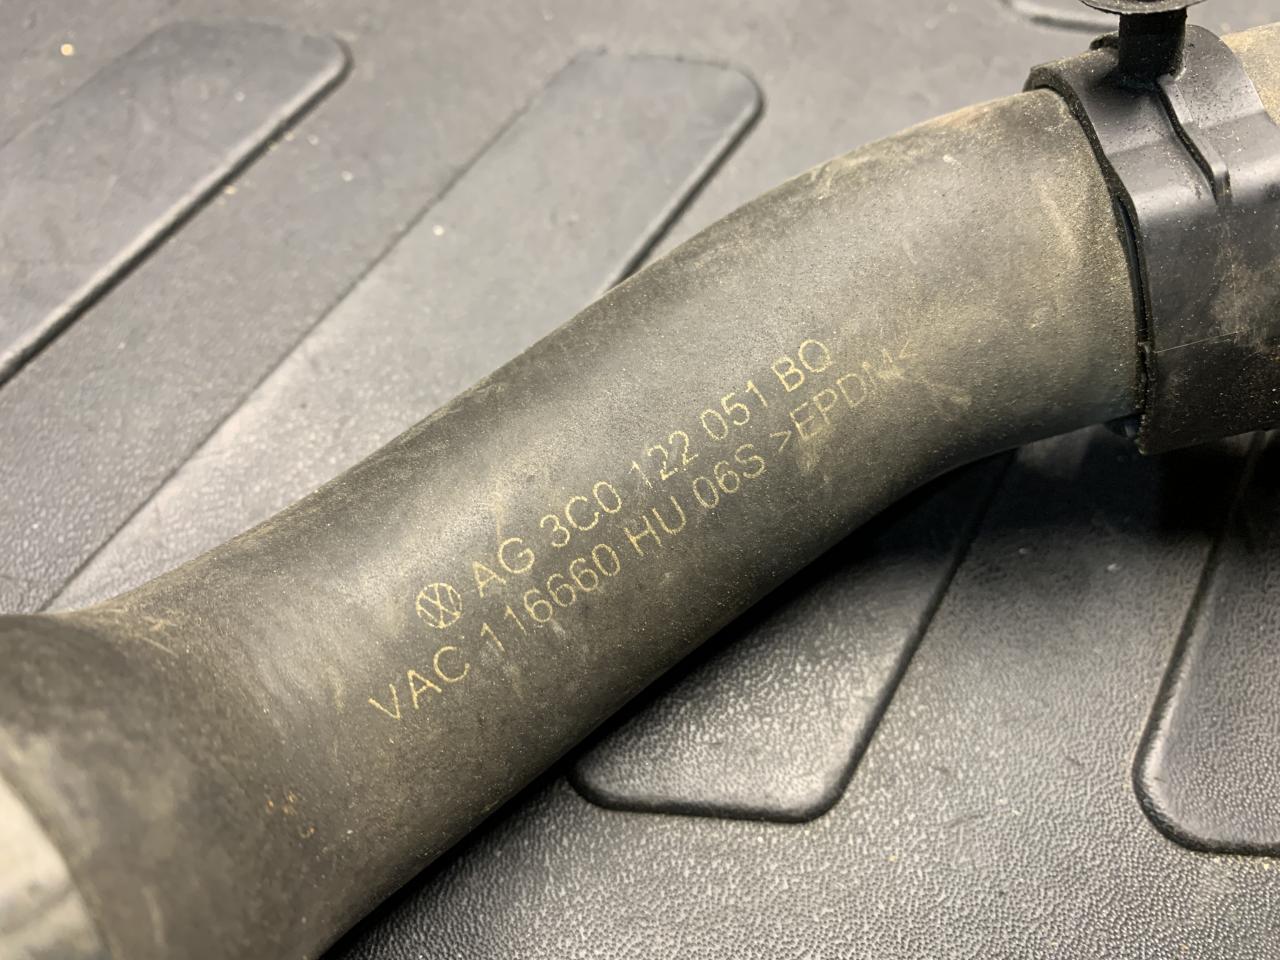 AG 3C0 122 051 BQ
VAC 116660 HU 06S >EPDM<